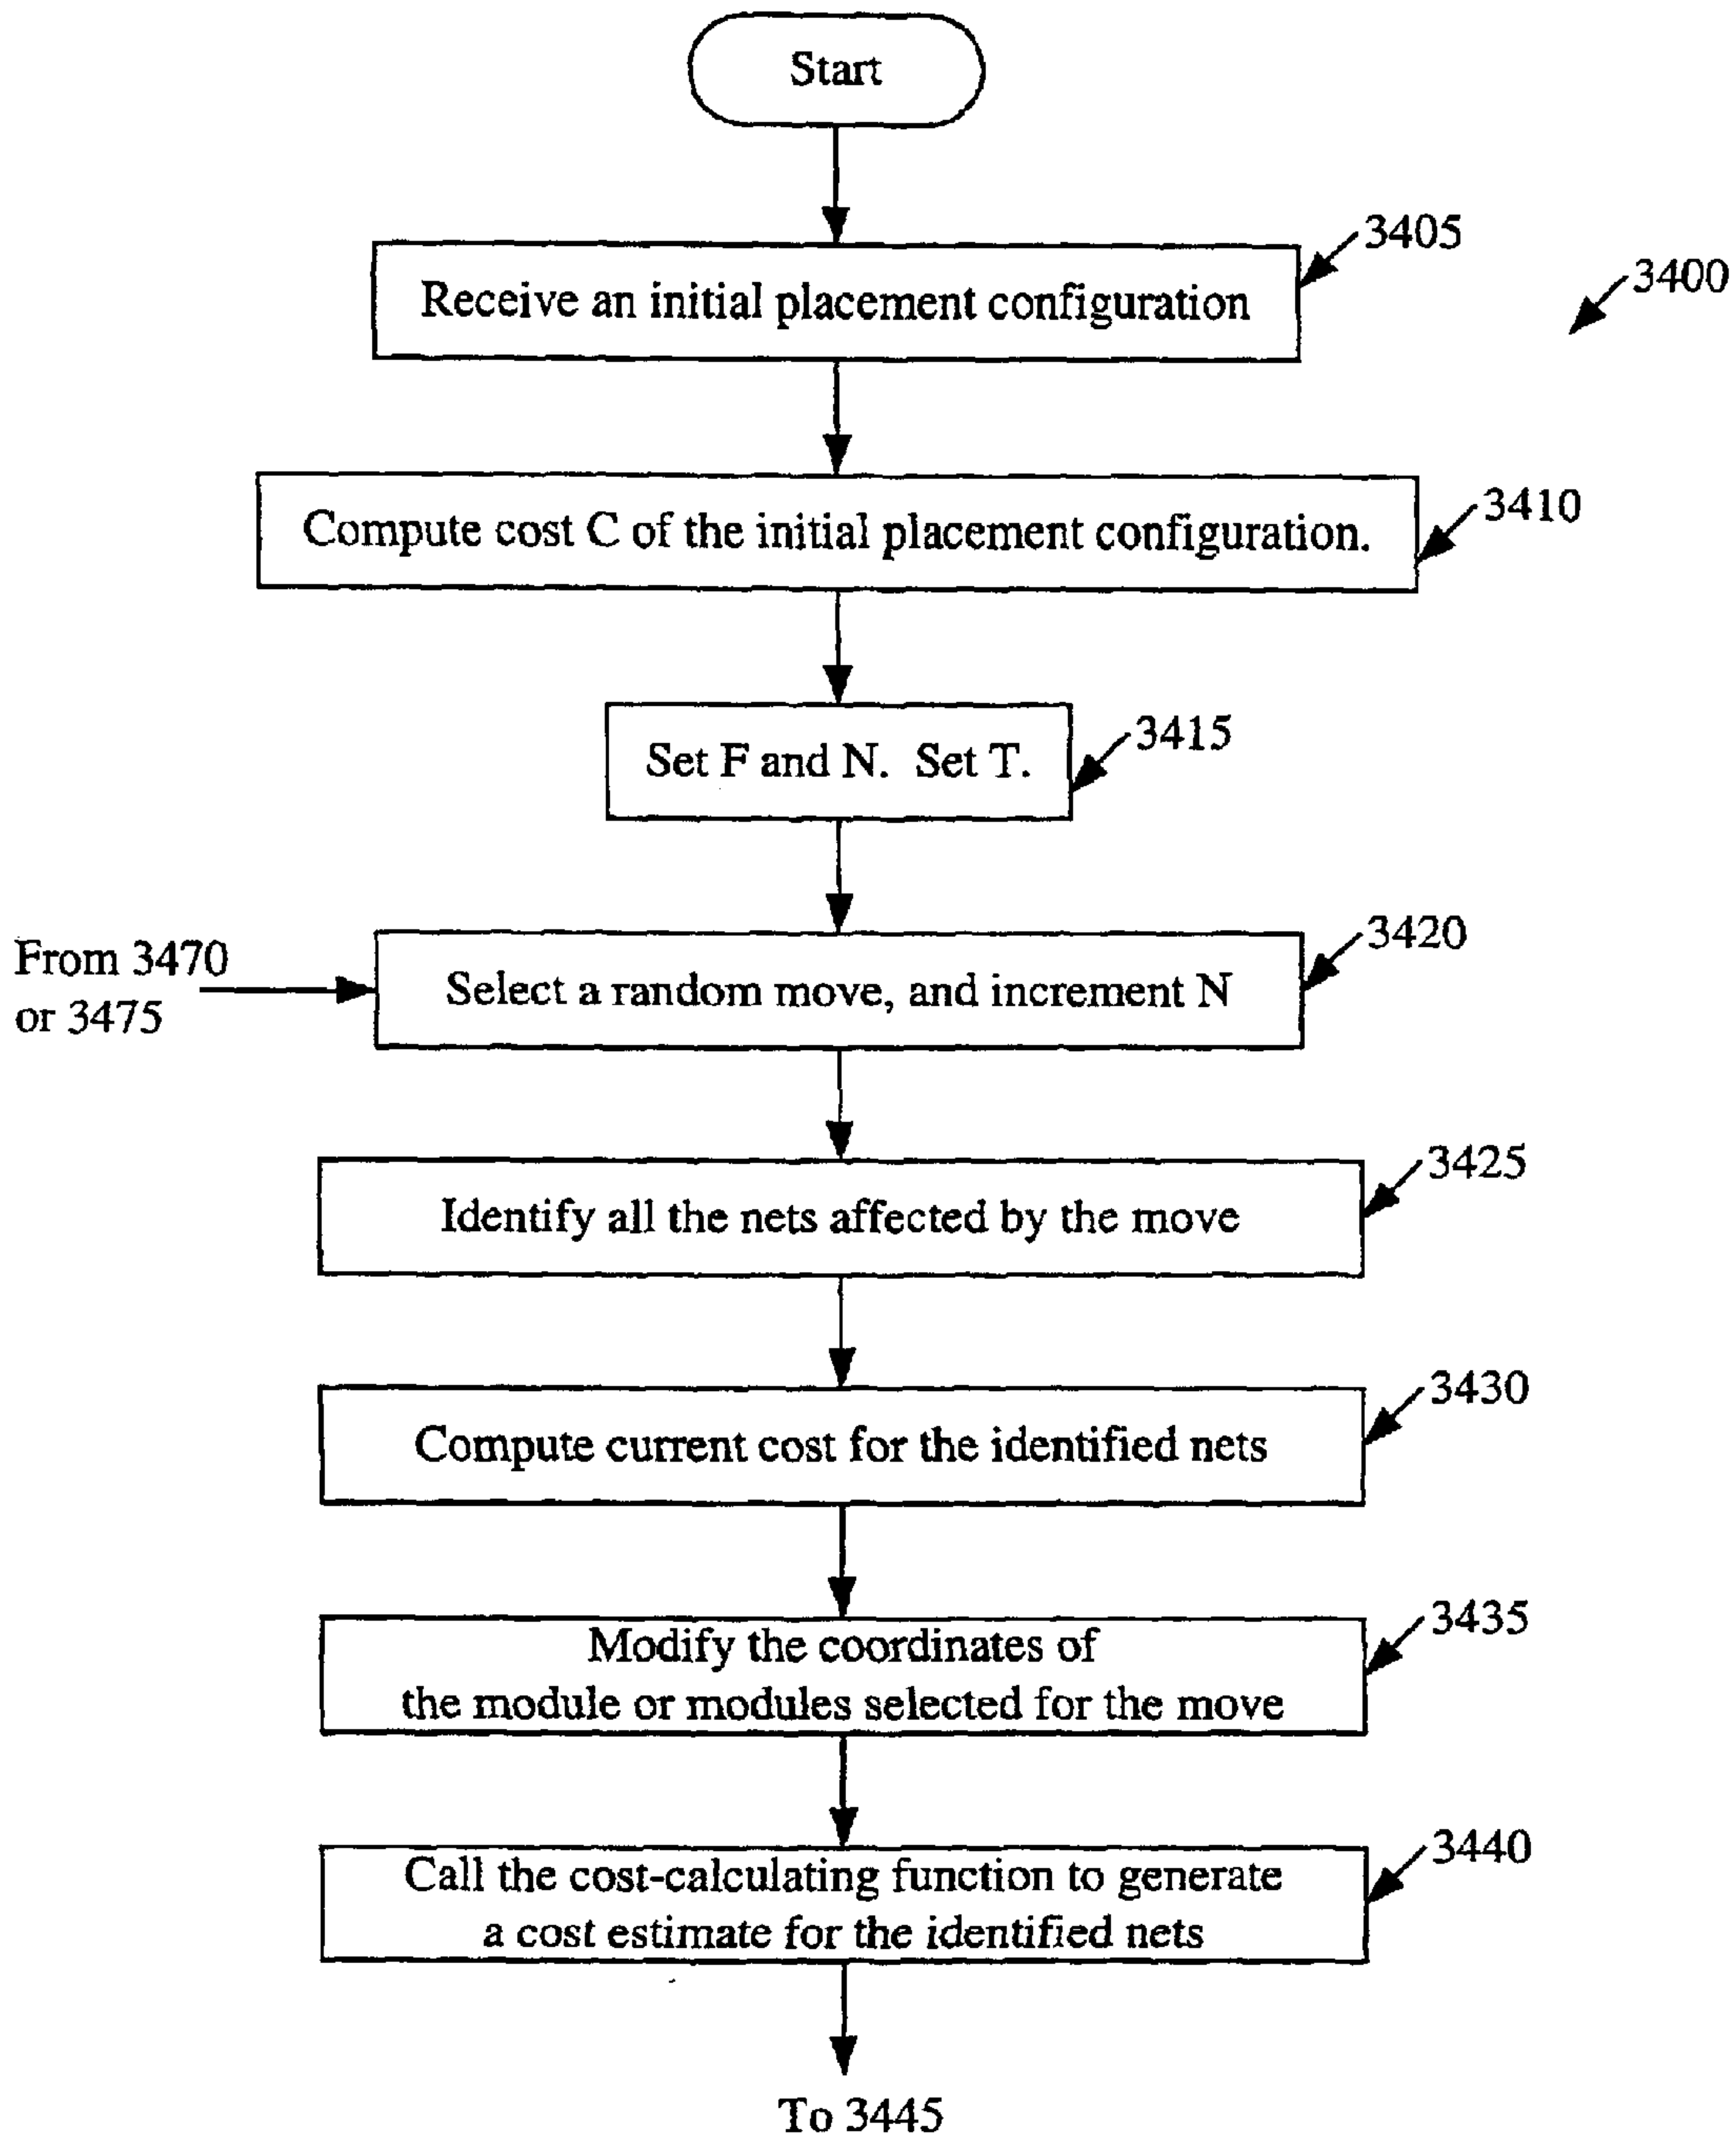 Start
3405
Receive an initial placement configuration
3400
3410
Compute cost C of the initial placement configuration.
3415
Set F and N. Set T.
3420
From 3470
or 3475
Select a random move, and increment N
3425
Identify all the nets affected by the move
3430
Compute current cost for the identified nets
3435
Modify the coordinates of
the module or modules selected for the move
3440
Call the cost-calculating function to generate
a cost estimate for the identified nets
To 3445